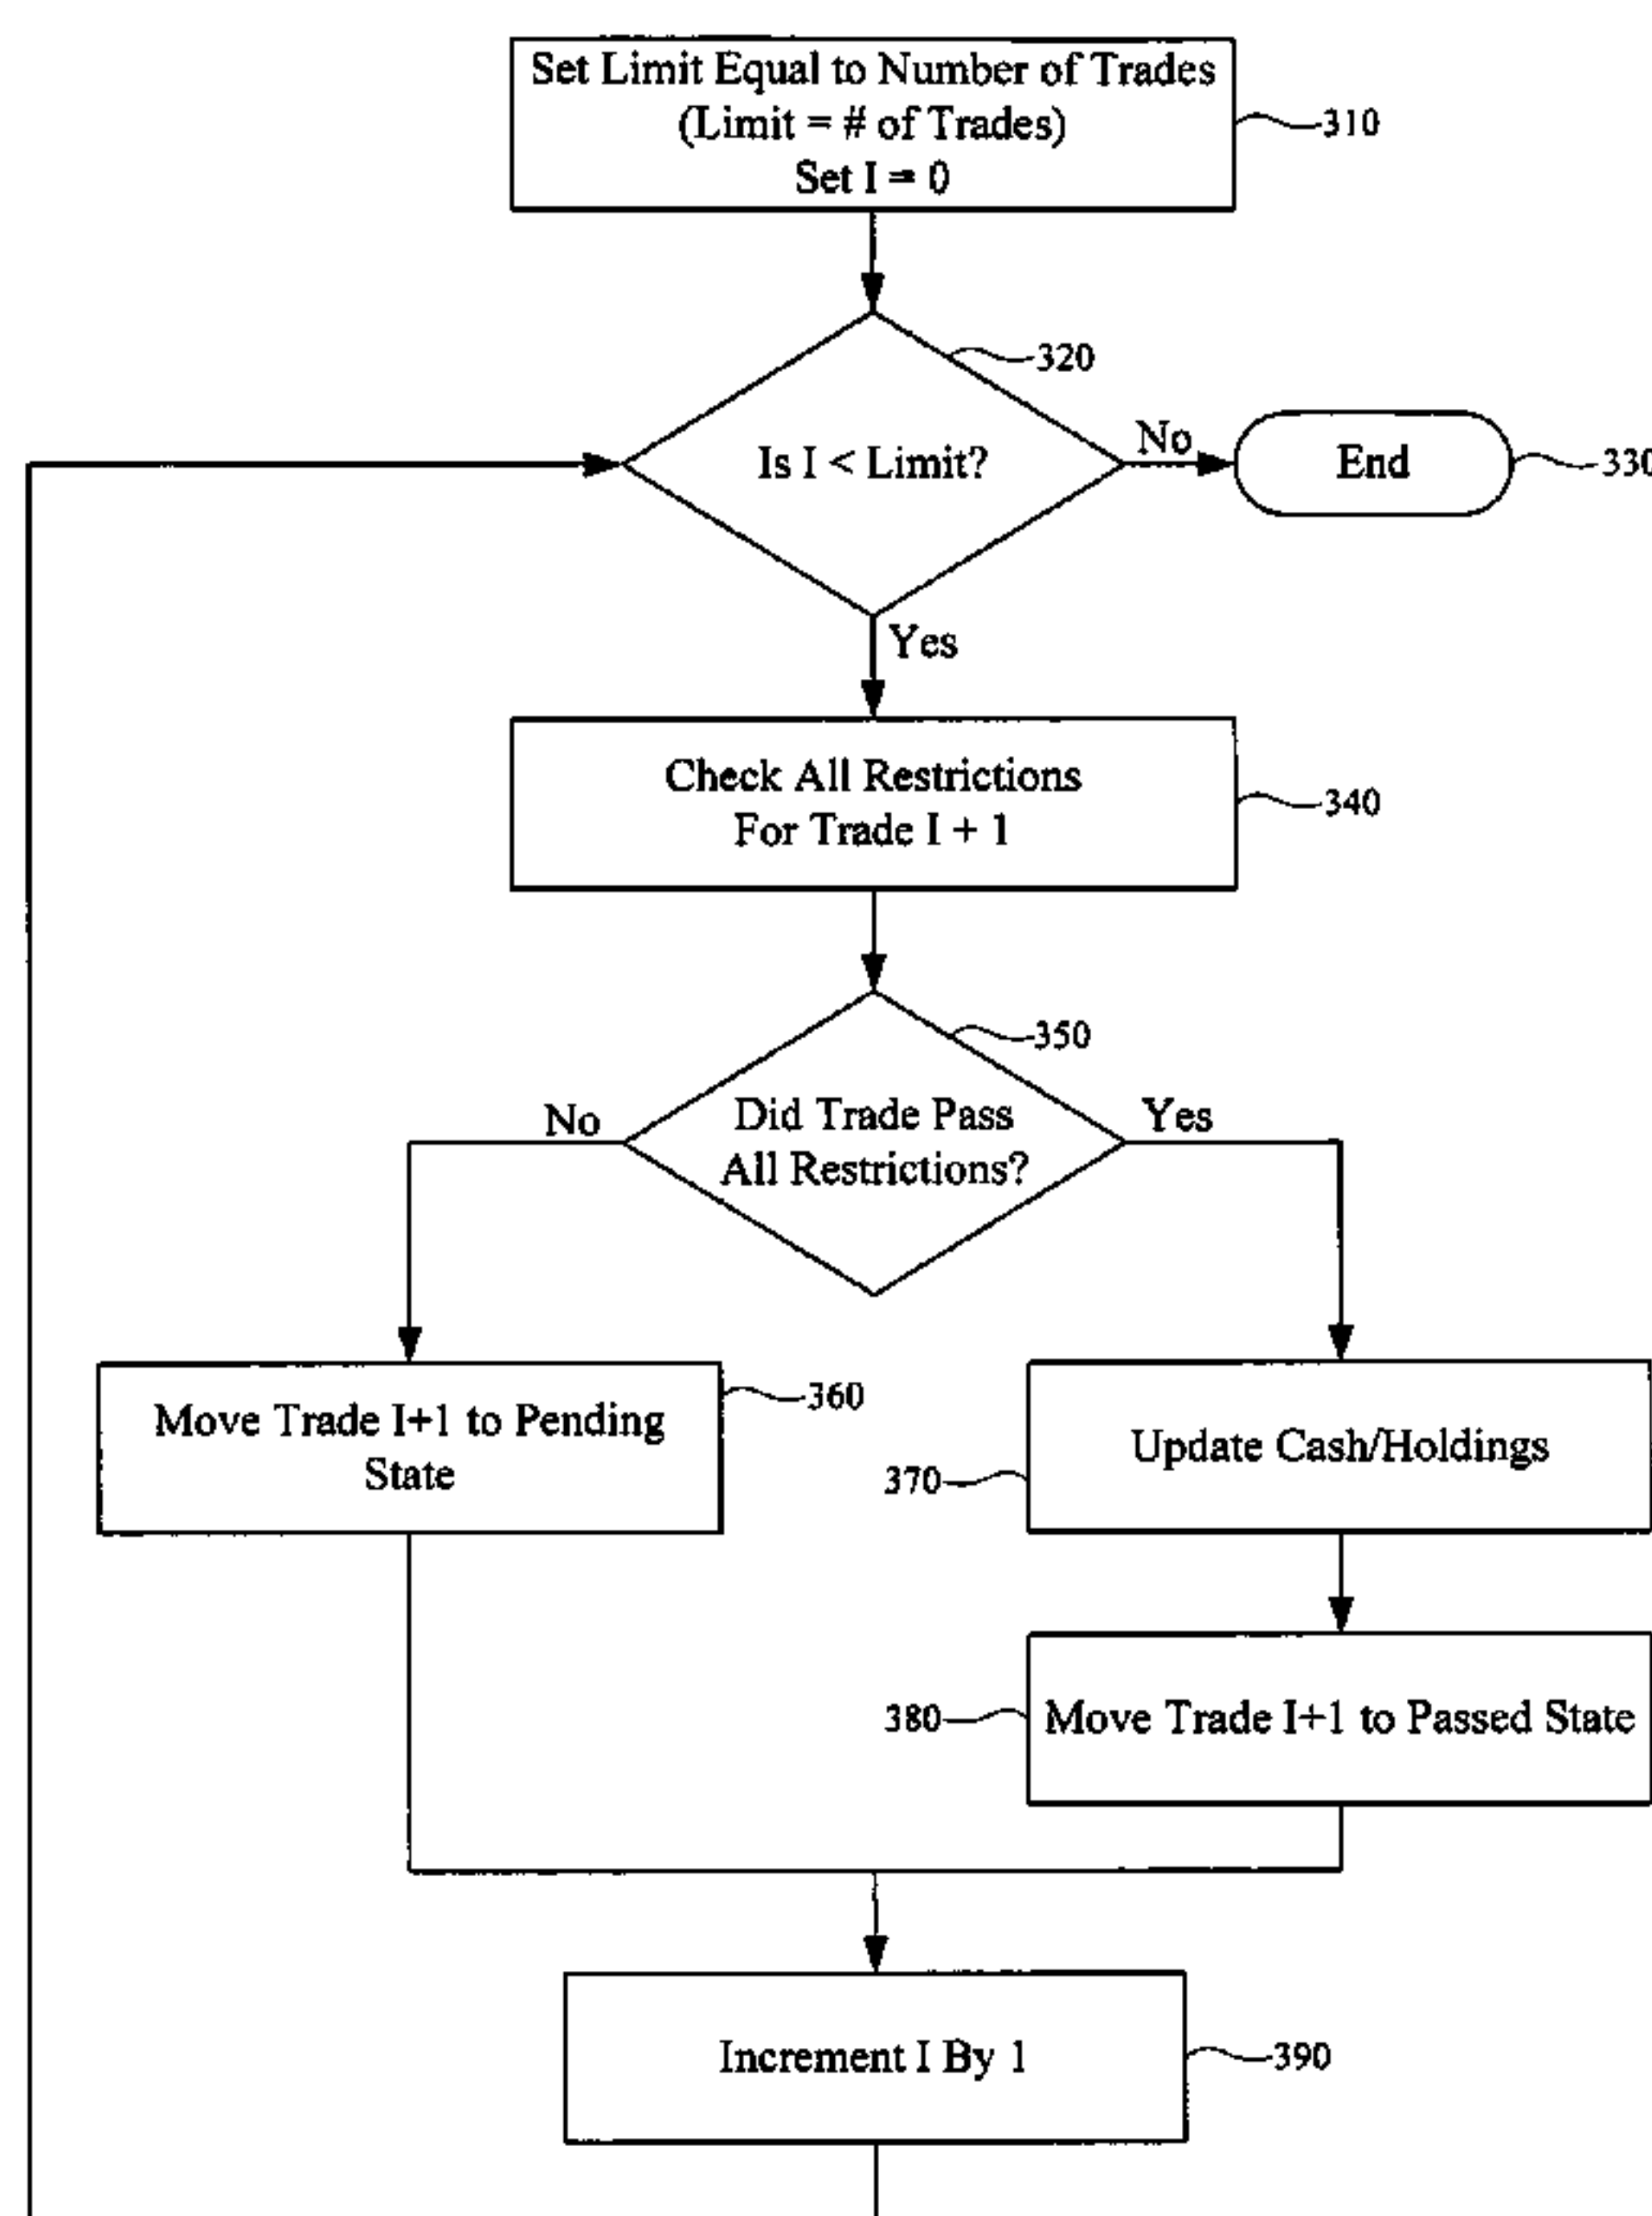 Set Limit Equal to Number of Trades
(Limit = # of Trades)
Set I = 0
310
320
Is I < Limit?
No
End
330
Yes
Check All Restrictions
For Trade I + 1
340
350
Did Trade Pass
All Restrictions?
No
Yes
Move Trade I+1 to Pending
State
360
Update Cash/Holdings
370
380
Move Trade I+1 to Passed State
Increment I By 1
390